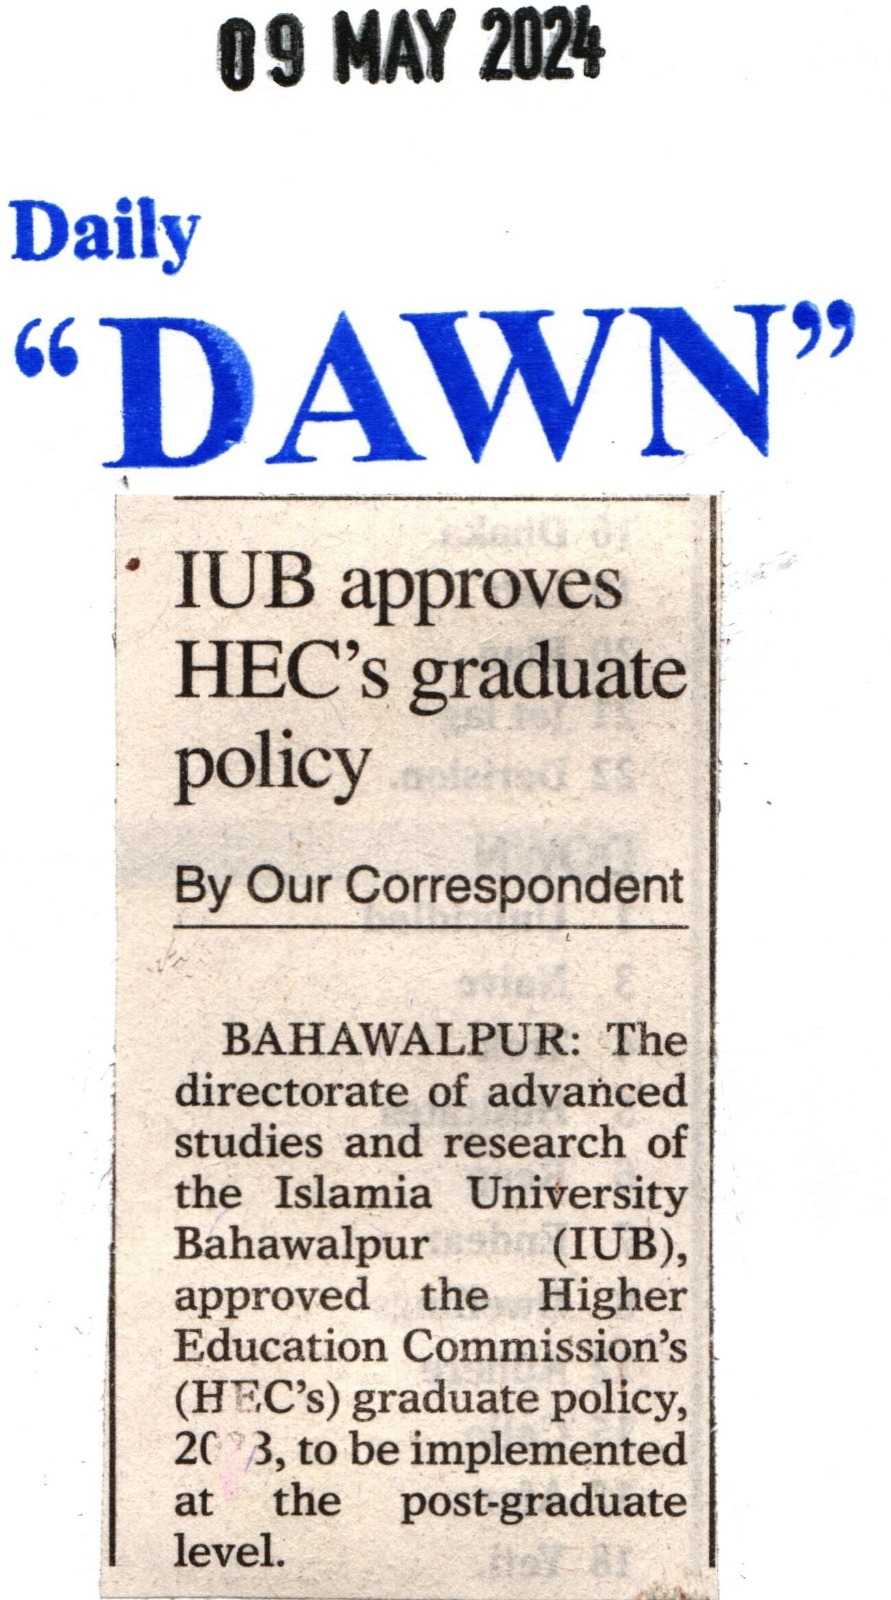 09 MAY 2024
Daily
“DAWN”
IUB approves
HEC’s graduate
policy
By Our Correspondent
BAHAWALPUR: The
directorate of advanced
studies and research of
the Islamia University
Bahawalpur (IUB),
approved the Higher
Education Commission’s
(HEC’s) graduate policy,
to be implemented
at the post-graduate
level.